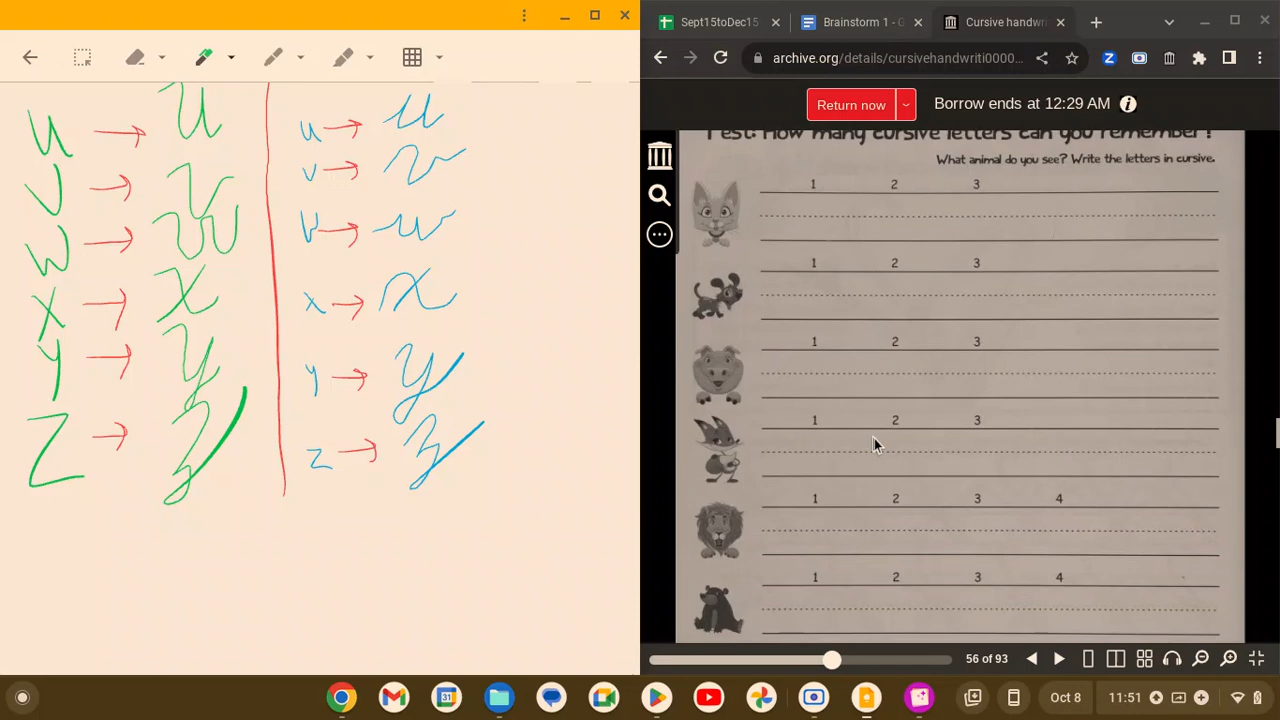 Sept15toDec15
Brainstorm 1 - G
Cursive handwri
archive.org/details/cursivehandwriti0000...
Return now
Borrow ends at 12:29 AM
Test: How many cursive letters can you remember?
What animal do you see? Write the letters in cursive.
1 2 3
1 2 3
1 2 3
1 2 3
1 2 3 4
1 2 3 4
u → u
v → v
w → w
x → x
y → y
z → z
u → u
v → v
w → w
x → x
y → y
z → z
56 of 93
31
Oct 8
11:51